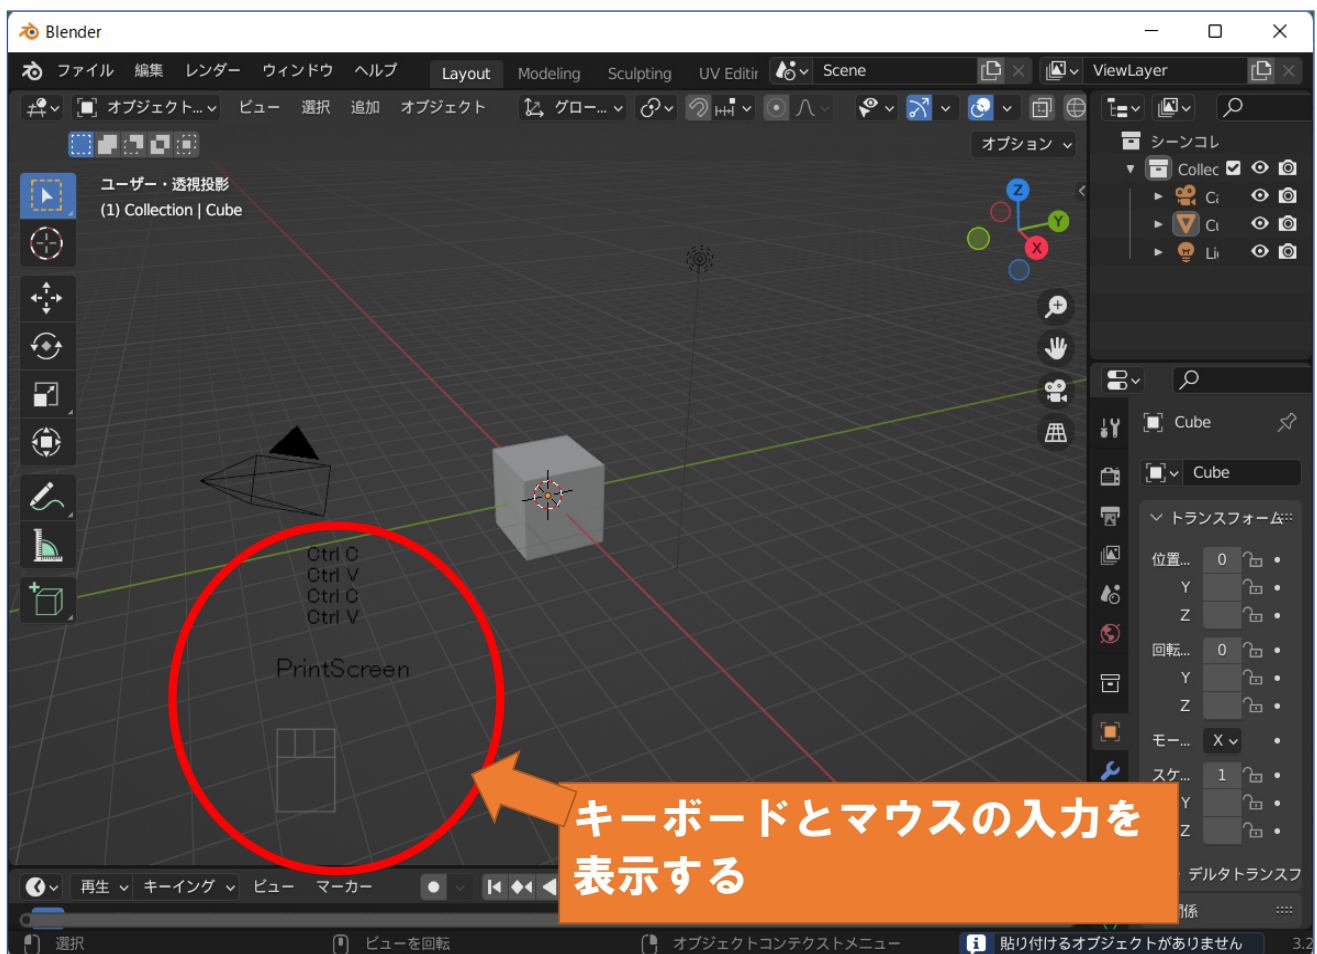 Blender
ファイル 編集 レンダー ウィンドウ ヘルプ Layout Modeling Sculpting UV Editir Scene ViewLayer
オブジェクト... ビュー 選択 追加 オブジェクト グロー...
オプション
シーンコレ
Collec
ユーザー・透視投影
(1) Collection | Cube
Z
Y
X
Cube
Cube
トランスフォーム
位置... 0
Y
Z
回転... 0
Y
Z
モー... X
スケ... 1
Y
Z
デルタトランスフ
係
Ctrl C
Ctrl V
Ctrl C
Ctrl V
PrintScreen
キーボードとマウスの入力を
表示する
再生 キーイング ビュー マーカー
選択 ビューを回転 オブジェクトコンテクストメニュー 貼り付けるオブジェクトがありません 3.2